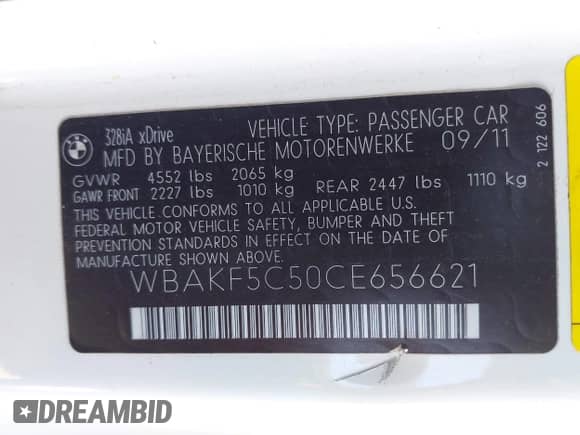 BMW
328iA xDrive
VEHICLE TYPE: PASSENGER CAR
MFD BY BAYERISCHE MOTORENWERKE 09/11
GVWR 4552 lbs 2065 kg
GAWR FRONT 2227 lbs 1010 kg REAR 2447 lbs 1110 kg
THIS VEHICLE CONFORMS TO ALL APPLICABLE U.S.
FEDERAL MOTOR VEHICLE SAFETY, BUMPER AND THEFT
PREVENTION STANDARDS IN EFFECT ON THE DATE OF
MANUFACTURE SHOWN ABOVE.
WBAKF5C50CE656621
2 122 606
#DREAMBID